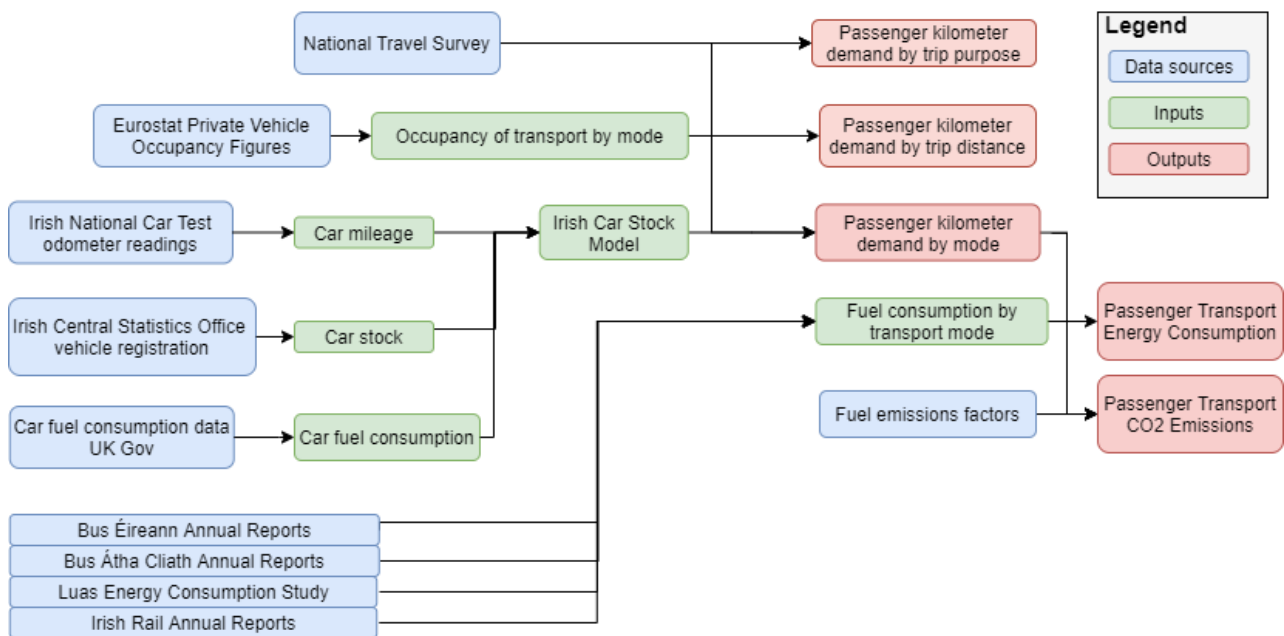 National Travel Survey
Passenger kilometer
demand by trip purpose
Legend
Data sources
Inputs
Outputs
Eurostat Private Vehicle
Occupancy Figures
Occupancy of transport by mode
Passenger kilometer
demand by trip distance
Irish National Car Test
odometer readings
Car mileage
Irish Car Stock
Model
Passenger kilometer
demand by mode
Irish Central Statistics Office
vehicle registration
Car stock
Fuel consumption by
transport mode
Passenger Transport
Energy Consumption
Car fuel consumption data
UK Gov
Car fuel consumption
Fuel emissions factors
Passenger Transport
CO2 Emissions
Bus Éireann Annual Reports
Bus Átha Cliath Annual Reports
Luas Energy Consumption Study
Irish Rail Annual Reports